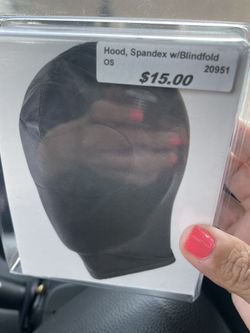 Hood, Spandex w/Blindfold
OS 20951
$15.00